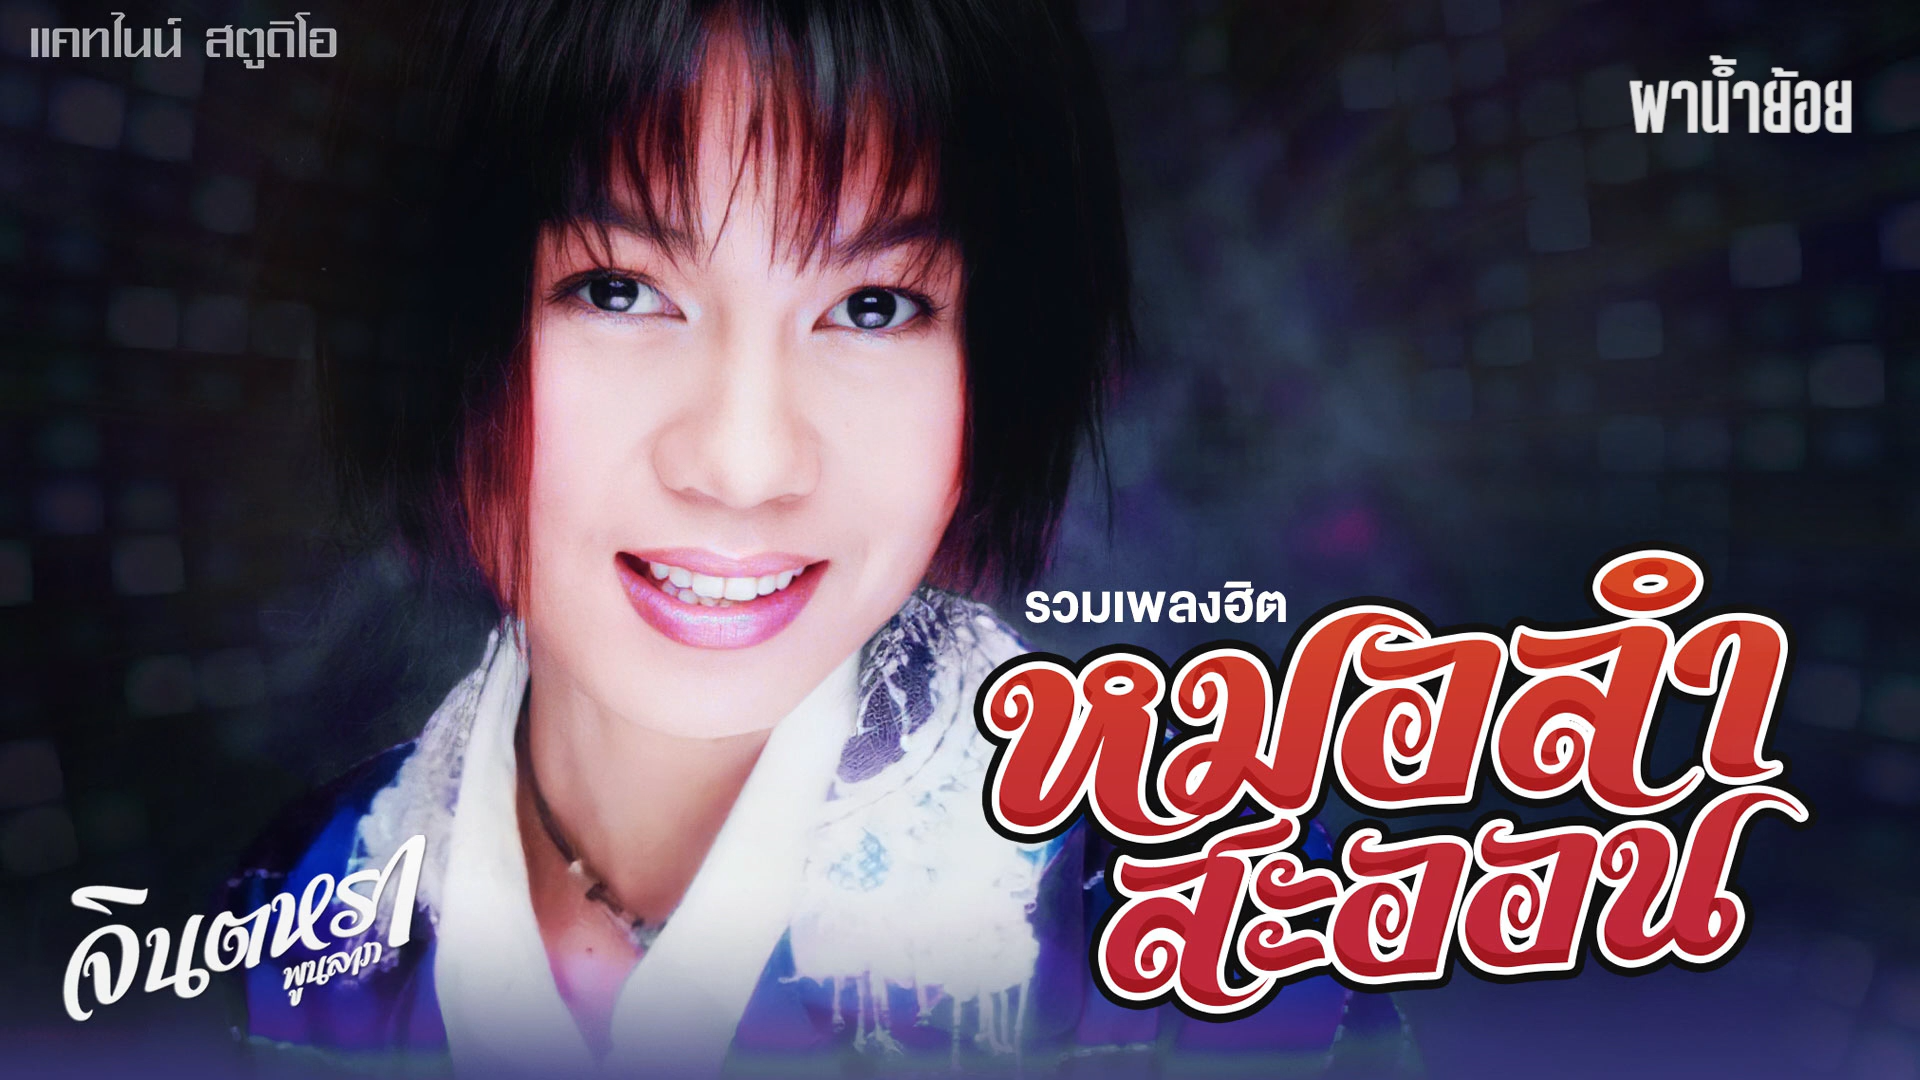 แคทไนน์ สตูดิโอ
ผาน้ำย้อย
รวมเพลงฮิต
หมอลำ
สะออน
จินตหรา
พูนลาภ